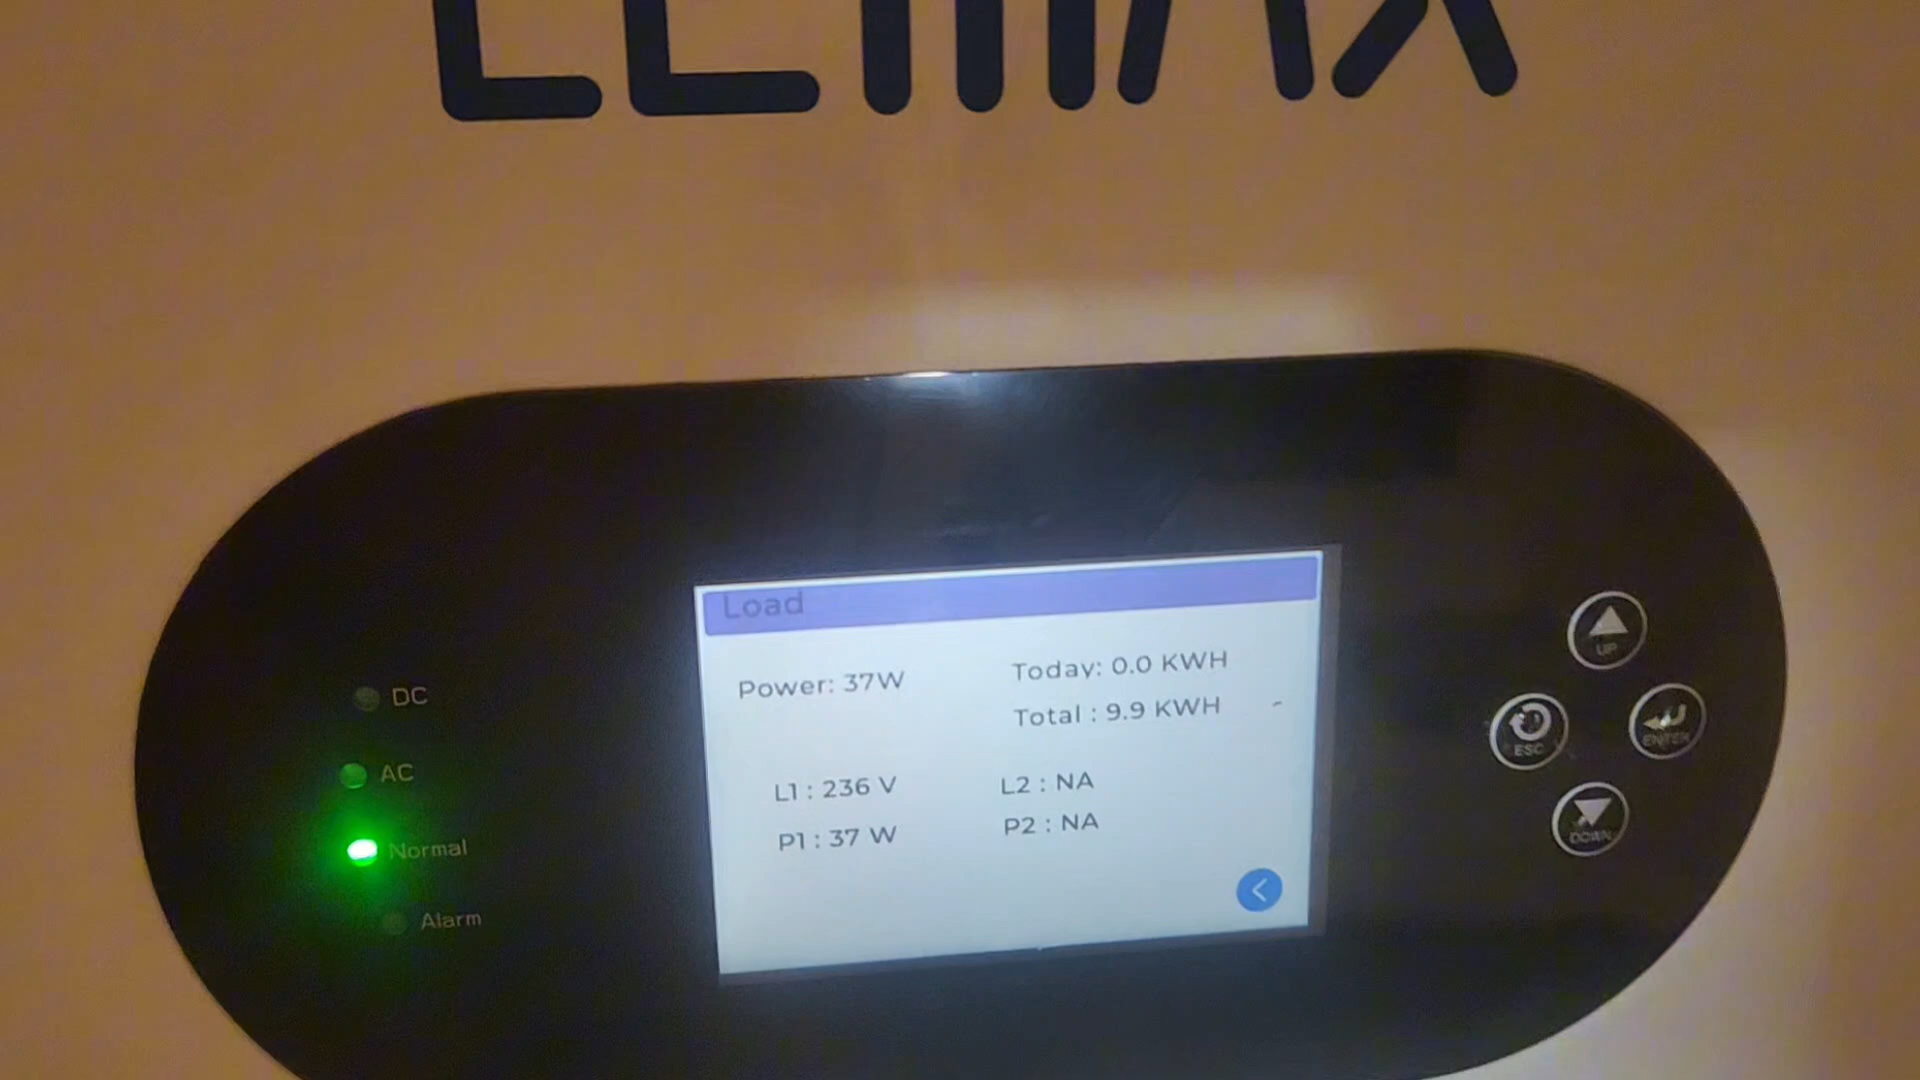 Load
Power: 37W
Today: 0.0 KWH
Total : 9.9 KWH
L1 : 236 V
L2 : NA
P1 : 37 W
P2 : NA
DC
AC
Normal
Alarm
UP
ESC
ENTER
DOWN